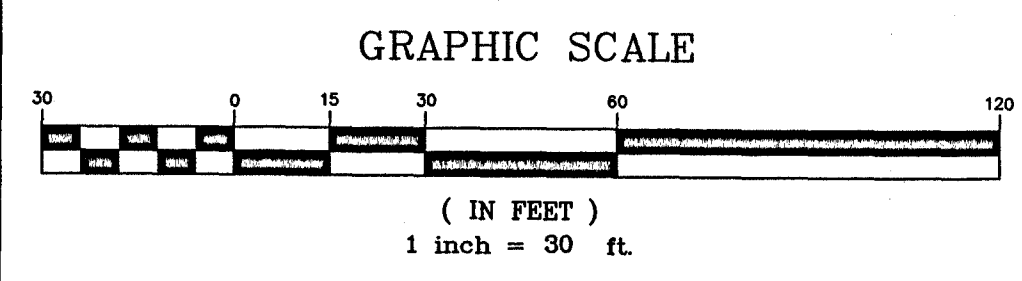 GRAPHIC SCALE
30 0 15 30 60 120
( IN FEET )
1 inch = 30 ft.